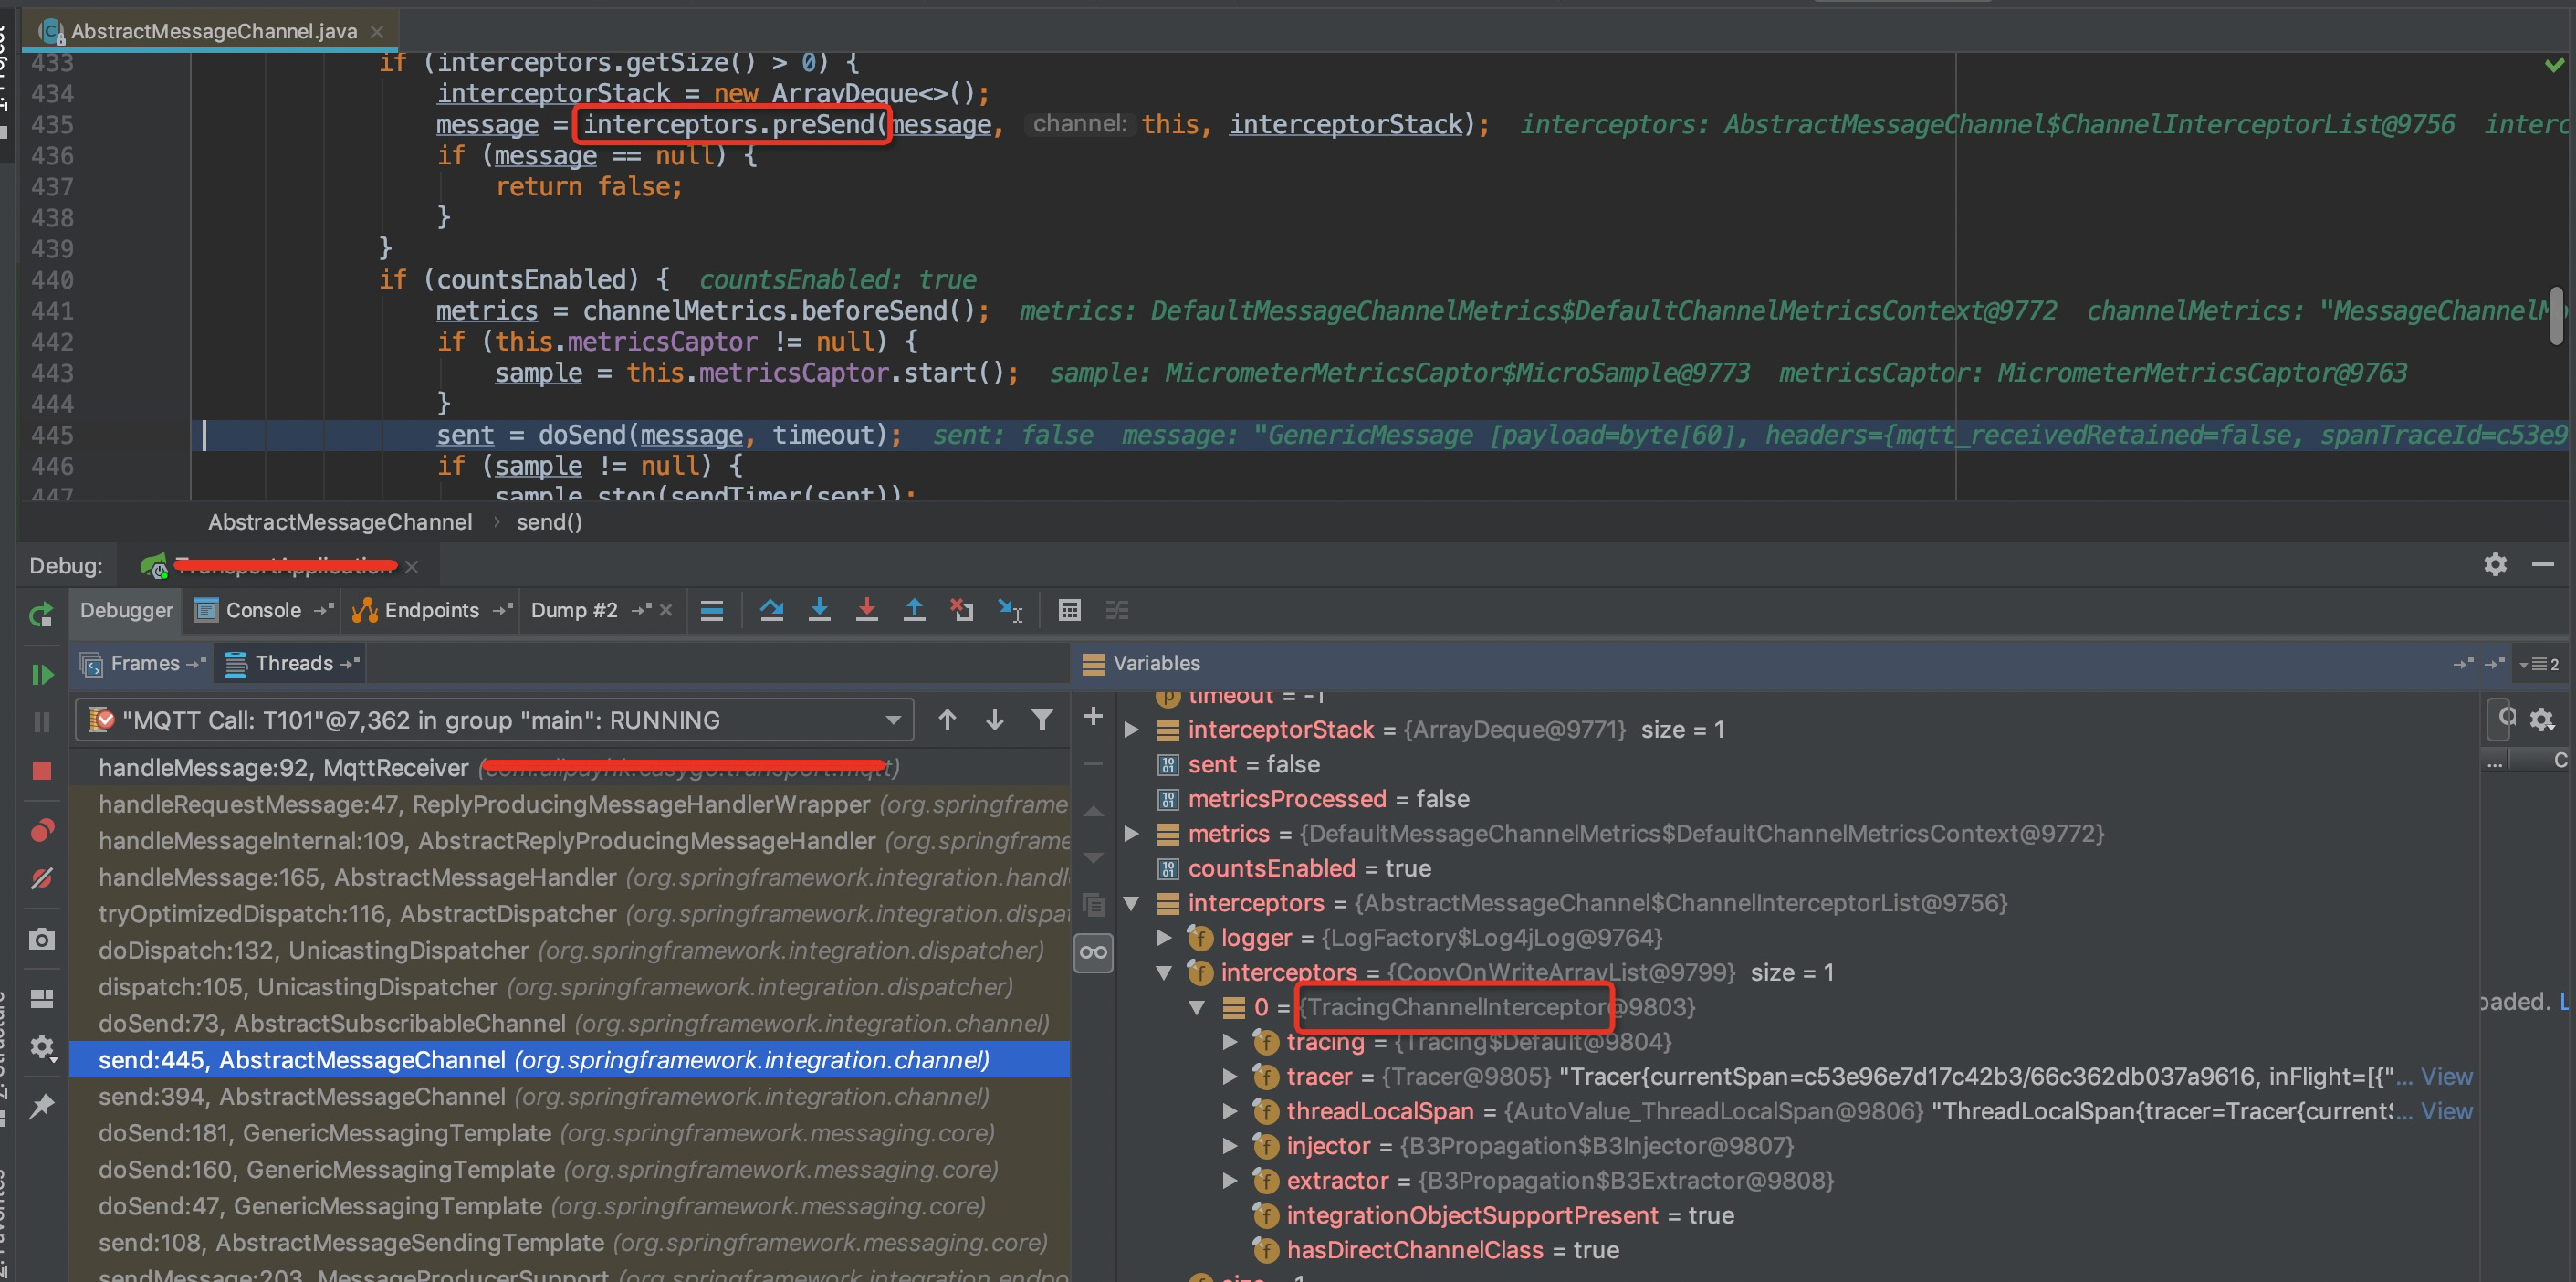 AbstractMessageChannel.java
433 if (interceptors.getSize() > 0) {
434 interceptorStack = new ArrayDeque<>();
435 message = interceptors.preSend(message, channel: this, interceptorStack); interceptors: AbstractMessageChannel$ChannelInterceptorList@9756 interc
436 if (message == null) {
437 return false;
438 }
439 }
440 if (countsEnabled) { countsEnabled: true
441 metrics = channelMetrics.beforeSend(); metrics: DefaultMessageChannelMetrics$DefaultChannelMetricsContext@9772 channelMetrics: "MessageChannelM
442 if (this.metricsCaptor != null) {
443 sample = this.metricsCaptor.start(); sample: MicrometerMetricsCaptor$MicroSample@9773 metricsCaptor: MicrometerMetricsCaptor@9763
444 }
445 sent = doSend(message, timeout); sent: false message: "GenericMessage [payload=byte[60], headers={mqtt_receivedRetained=false, spanTraceId=c53e9
446 if (sample != null) {
447 sample.stop(sendTimer(sent));
AbstractMessageChannel > send()
Debug:
Debugger Console Endpoints Dump #2
Frames Threads
"MQTT Call: T101"@7,362 in group "main": RUNNING
handleMessage:92, MqttReceiver
handleRequestMessage:47, ReplyProducingMessageHandlerWrapper (org.springframe
handleMessageInternal:109, AbstractReplyProducingMessageHandler (org.springframe
handleMessage:165, AbstractMessageHandler (org.springframework.integration.handl
tryOptimizedDispatch:116, AbstractDispatcher (org.springframework.integration.dispat
doDispatch:132, UnicastingDispatcher (org.springframework.integration.dispatcher)
dispatch:105, UnicastingDispatcher (org.springframework.integration.dispatcher)
doSend:73, AbstractSubscribableChannel (org.springframework.integration.channel)
send:445, AbstractMessageChannel (org.springframework.integration.channel)
send:394, AbstractMessageChannel (org.springframework.integration.channel)
doSend:181, GenericMessagingTemplate (org.springframework.messaging.core)
doSend:160, GenericMessagingTemplate (org.springframework.messaging.core)
doSend:47, GenericMessagingTemplate (org.springframework.messaging.core)
send:108, AbstractMessageSendingTemplate (org.springframework.messaging.core)
sendMessage:203, MessageProducerSupport (org.springframework.integration.endpo
Variables
2
timeout = -1
interceptorStack = {ArrayDeque@9771} size = 1
sent = false
metricsProcessed = false
metrics = {DefaultMessageChannelMetrics$DefaultChannelMetricsContext@9772}
countsEnabled = true
interceptors = {AbstractMessageChannel$ChannelInterceptorList@9756}
logger = {LogFactory$Log4jLog@9764}
interceptors = {CopyOnWriteArrayList@9799} size = 1
0 = {TracingChannelInterceptor@9803}
tracing = {Tracing$Default@9804}
tracer = {Tracer@9805} "Tracer{currentSpan=c53e96e7d17c42b3/66c362db037a9616, inFlight=[{"... View
threadLocalSpan = {AutoValue_ThreadLocalSpan@9806} "ThreadLocalSpan{tracer=Tracer{currentS... View
injector = {B3Propagation$B3Injector@9807}
extractor = {B3Propagation$B3Extractor@9808}
integrationObjectSupportPresent = true
hasDirectChannelClass = true
size = 1
... C
oaded. L